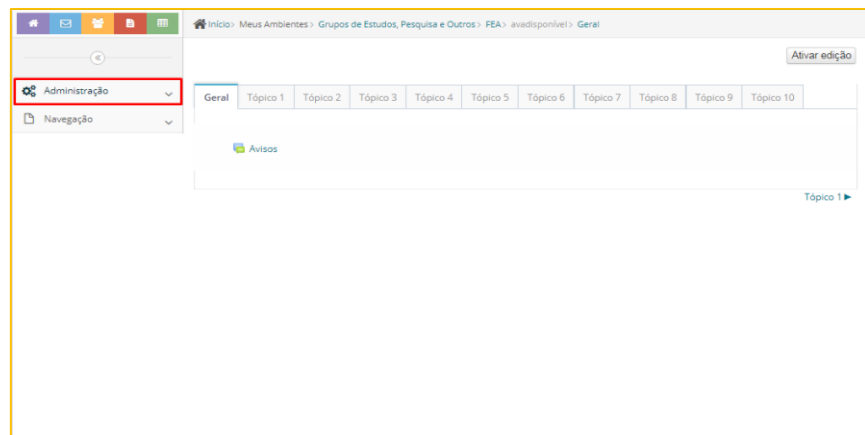 Início› Meus Ambientes› Grupos de Estudos, Pesquisa e Outros› FEA› avadisponível› Geral
Ativar edição
Administração
Geral Tópico 1 Tópico 2 Tópico 3 Tópico 4 Tópico 5 Tópico 6 Tópico 7 Tópico 8 Tópico 9 Tópico 10
Navegação
Avisos
Tópico 1►